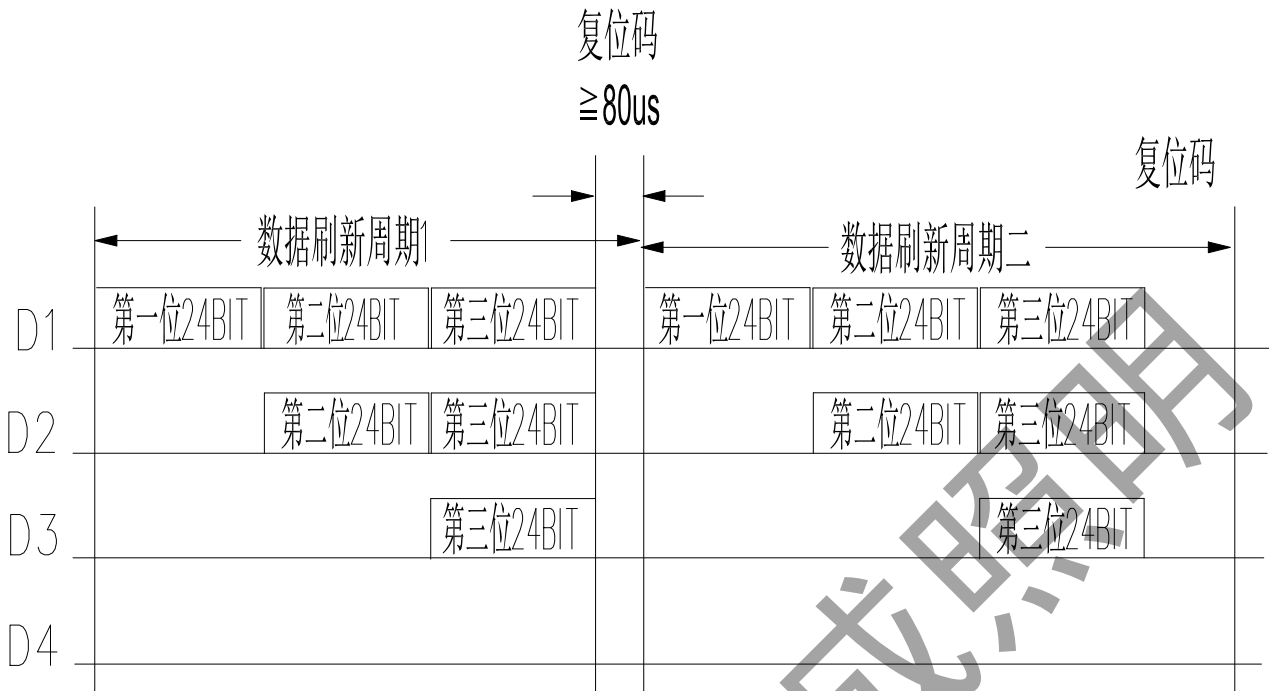 复位码
≧80us
复位码
数据刷新周期1
数据刷新周期二
D1 第一位24BIT 第二位24BIT 第三位24BIT 第一位24BIT 第二位24BIT 第三位24BIT
D2 第二位24BIT 第三位24BIT 第二位24BIT 第三位24BIT
D3 第三位24BIT 第三位24BIT
D4
照明